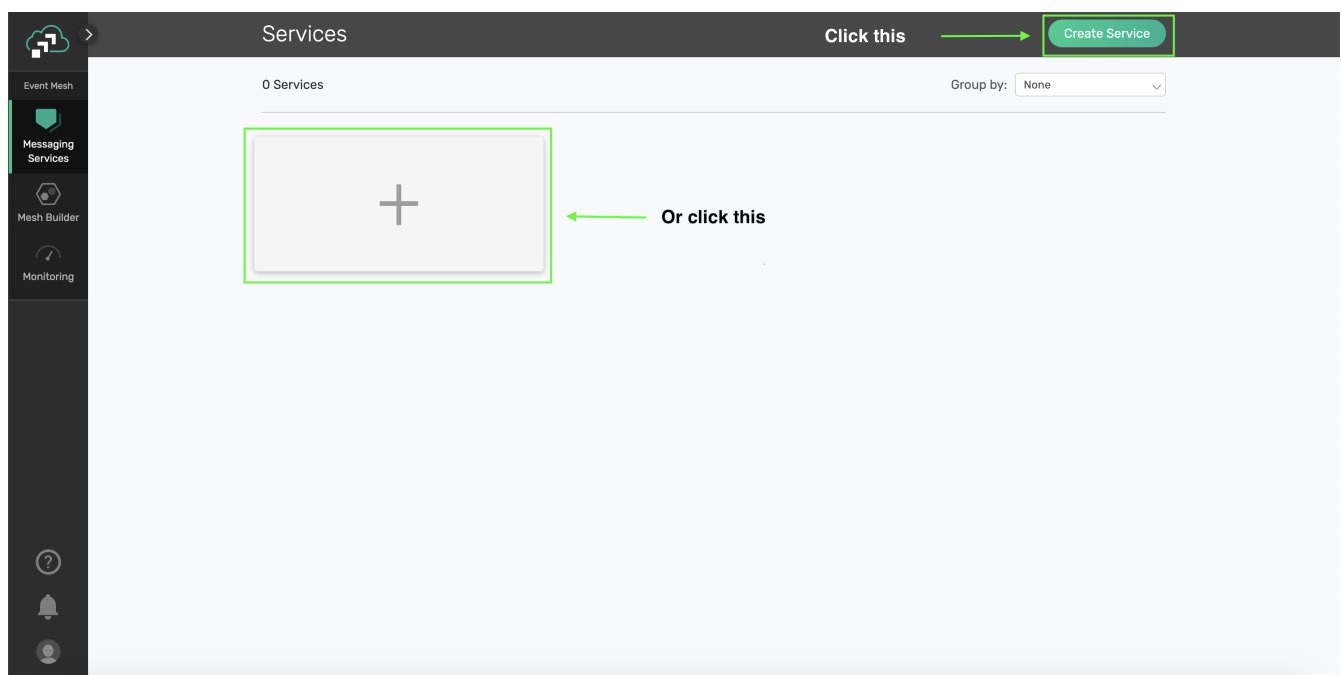 Services
Click this
Create Service
Event Mesh
0 Services
Group by:
None
Messaging
Services
Mesh Builder
Or click this
Monitoring
?